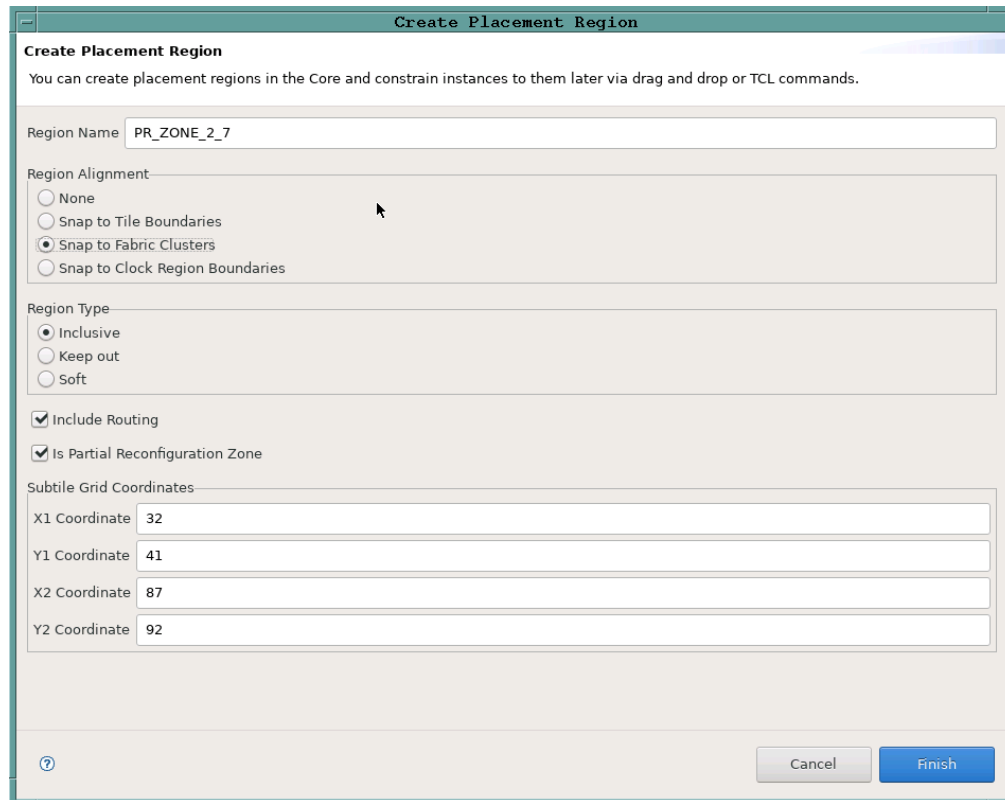 Create Placement Region
Create Placement Region
You can create placement regions in the Core and constrain instances to them later via drag and drop or TCL commands.
Region Name PR_ZONE_2_7
Region Alignment
None
Snap to Tile Boundaries
Snap to Fabric Clusters
Snap to Clock Region Boundaries
Region Type
Inclusive
Keep out
Soft
Include Routing
Is Partial Reconfiguration Zone
Subtile Grid Coordinates
X1 Coordinate 32
Y1 Coordinate 41
X2 Coordinate 87
Y2 Coordinate 92
? Cancel Finish